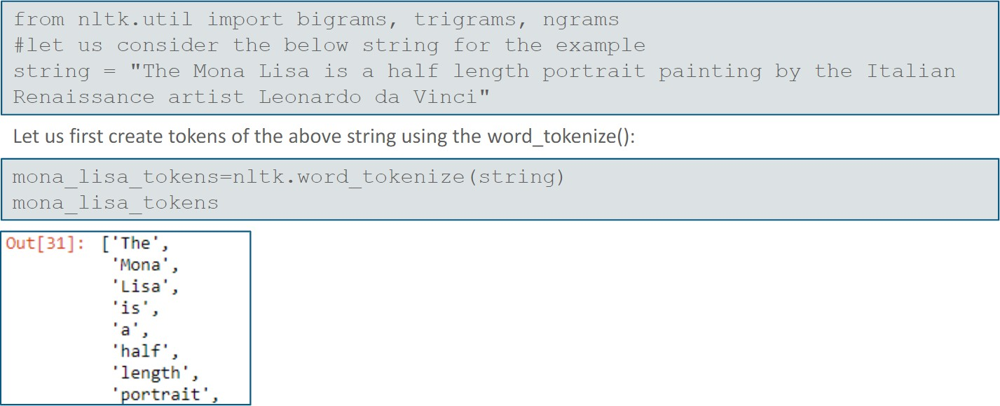 from nltk.util import bigrams, trigrams, ngrams
#let us consider the below string for the example
string = "The Mona Lisa is a half length portrait painting by the Italian
Renaissance artist Leonardo da Vinci"
Let us first create tokens of the above string using the word_tokenize():
mona_lisa_tokens=nltk.word_tokenize(string)
mona_lisa_tokens
Out[31]: ['The',
'Mona',
'Lisa',
'is',
'a',
'half',
'length',
'portrait',